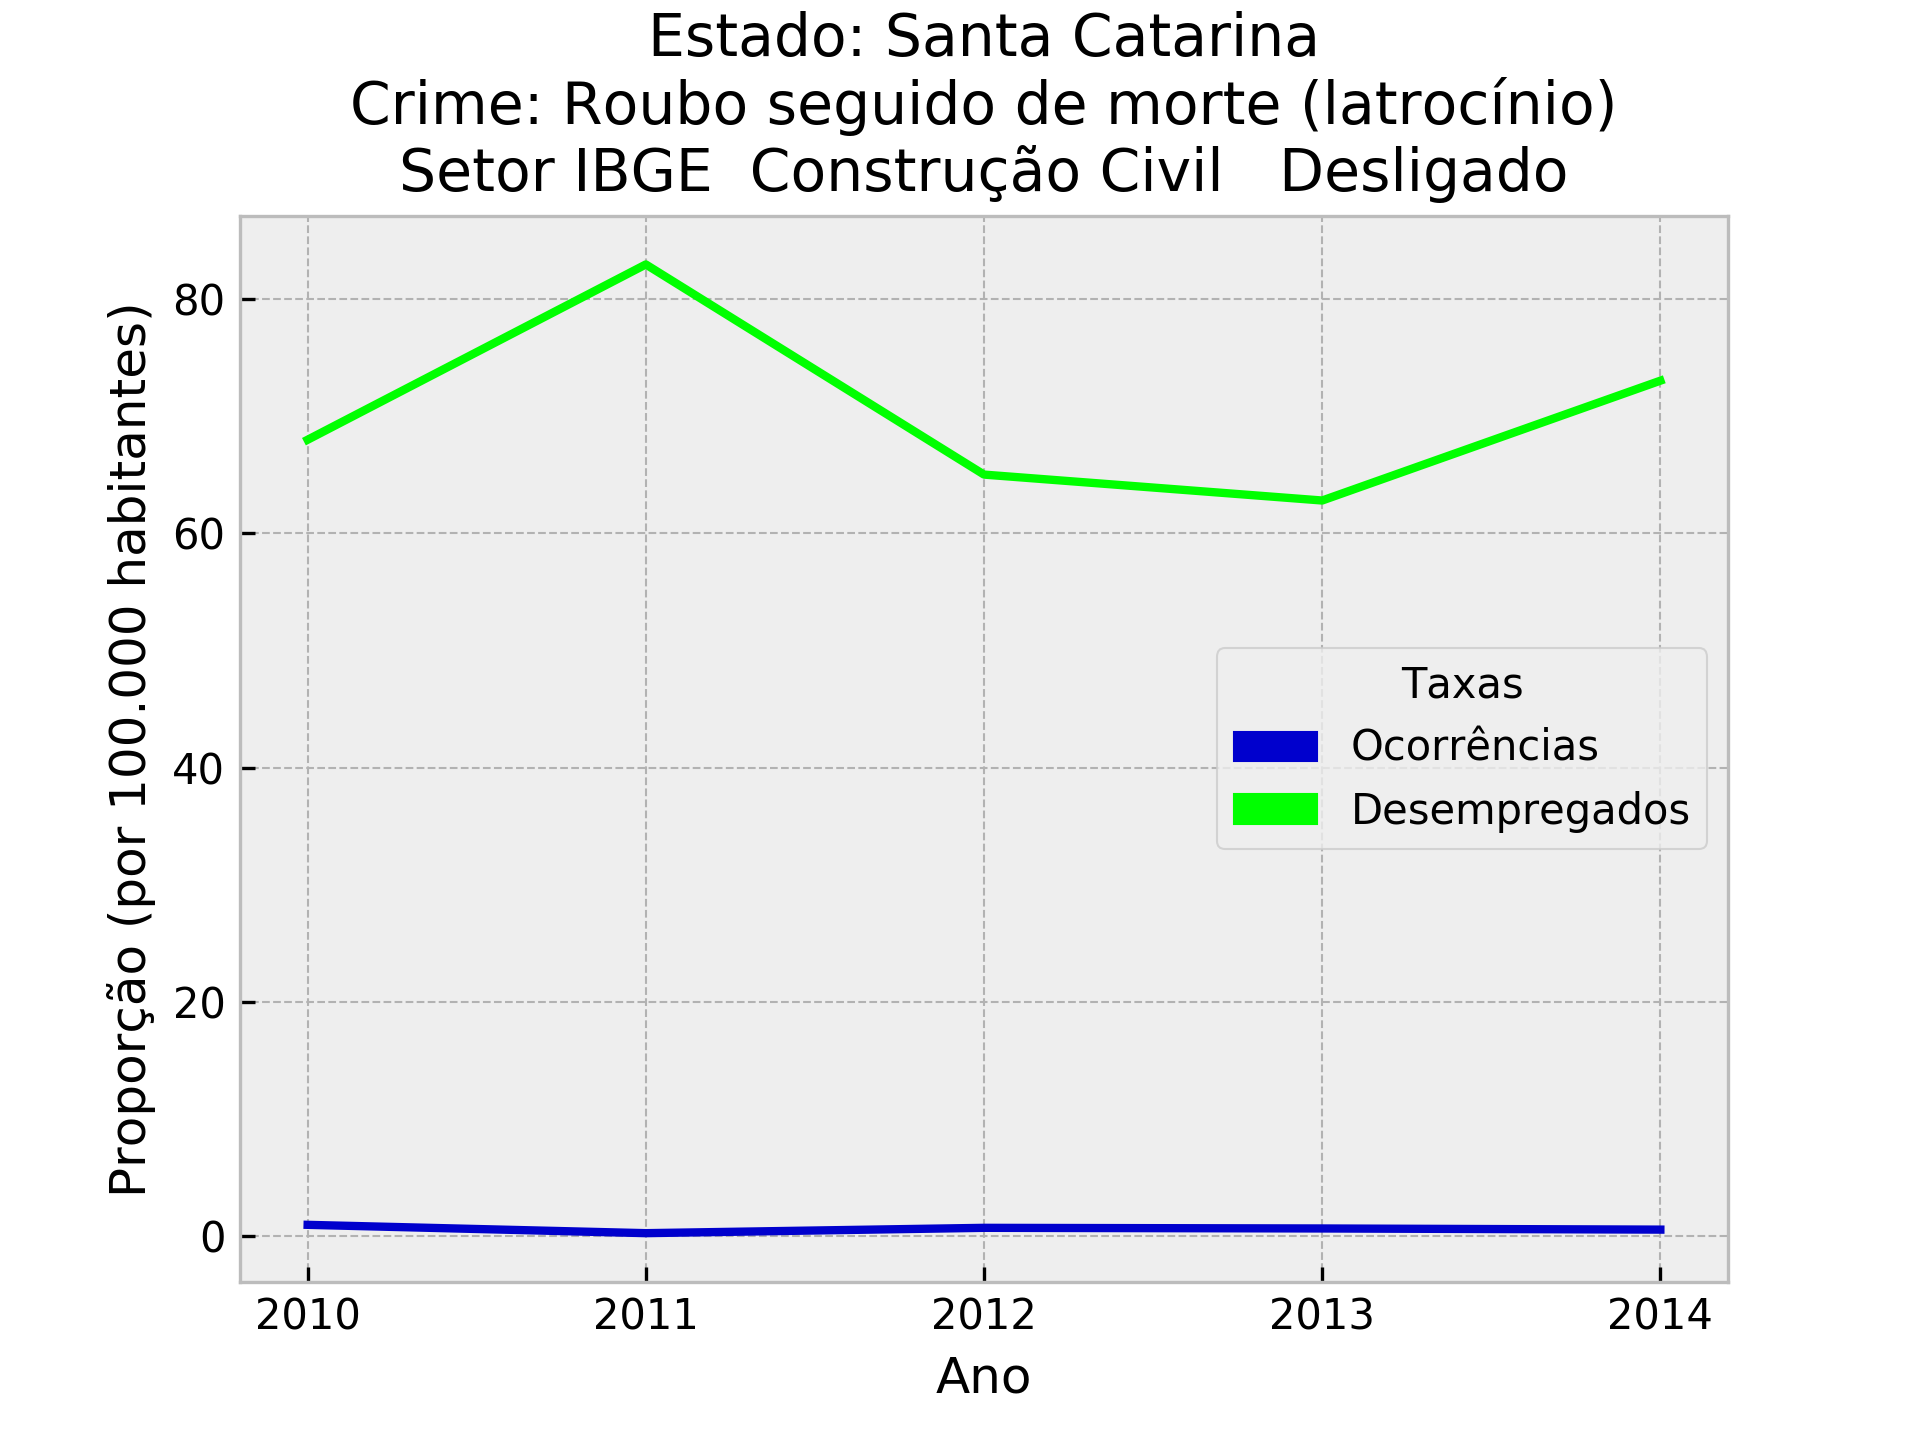 Estado: Santa Catarina
Crime: Roubo seguido de morte (latrocínio)
Setor IBGE  Construção Civil   Desligado
Proporção (por 100.000 habitantes)
80
60
40
20
0
Taxas
Ocorrências
Desempregados
2010 2011 2012 2013 2014
Ano